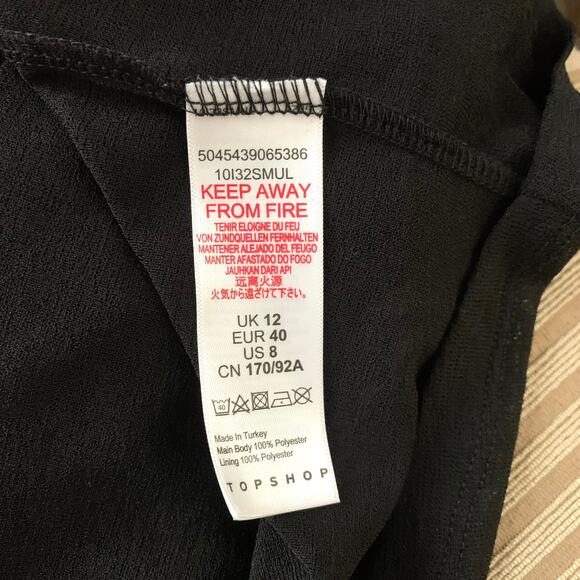 5045439065386
10I32SMUL
KEEP AWAY
FROM FIRE
TENIR ELOIGNE DU FEU
VON ZUNDQUELLEN FERNHALTEN
MANTENER ALEJADO DEL FEUGO
MANTER AFASTADO DO FOGO
JAUHKAN DARI API
远离火源
火気から遠ざけて下さい。
UK 12
EUR 40
US 8
CN 170/92A
40
Made In Turkey
Main Body 100% Polyester
Lining 100% Polyester
TOPSHOP